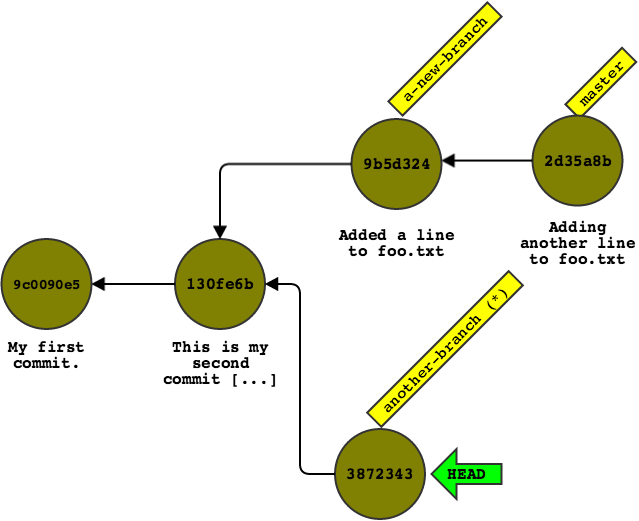 a-new-branch
master
9b5d324
2d35a8b
Added a line
to foo.txt
Adding
another line
to foo.txt
9c0090e5
130fe6b
My first
commit.
This is my
second
commit [...]
another-branch (*)
3872343
HEAD